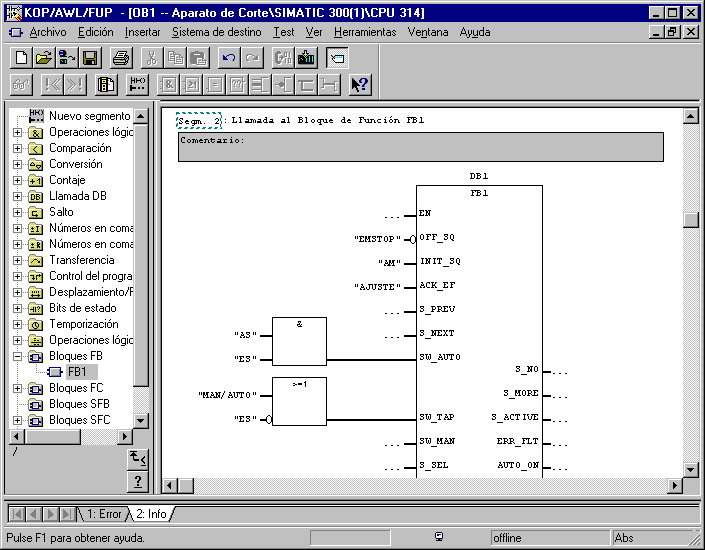 KOP/AWL/FUP - [OB1 -- Aparato de Corte\SIMATIC 300(1)\CPU 314]
Archivo Edición Insertar Sistema de destino Test Ver Herramientas Ventana Ayuda
Nuevo segmento
Operaciones lógic
Comparación
Conversión
Contaje
Llamada DB
Salto
Números en coma
Números en coma
Transferencia
Control del progra
Desplazamiento/F
Bits de estado
Temporización
Operaciones lógic
Bloques FB
FB1
Bloques FC
Bloques SFB
Bloques SFC
Segm. 2 : Llamada al Bloque de Función FB1
Comentario:
DB1
FB1
... EN
"EMSTOP" OFF_SQ
"AM" INIT_SQ
"AJUSTE" ACK_EF
... S_PREV
&
"AS" ... S_NEXT
"ES" SW_AUTO
S_NO ...
>=1
"MAN/AUTO" S_MORE ...
"ES" SW_TAP S_ACTIVE ...
... SW_MAN ERR_FLT ...
... S_SEL AUTO_ON ...
1: Error 2: Info
Pulse F1 para obtener ayuda. offline Abs